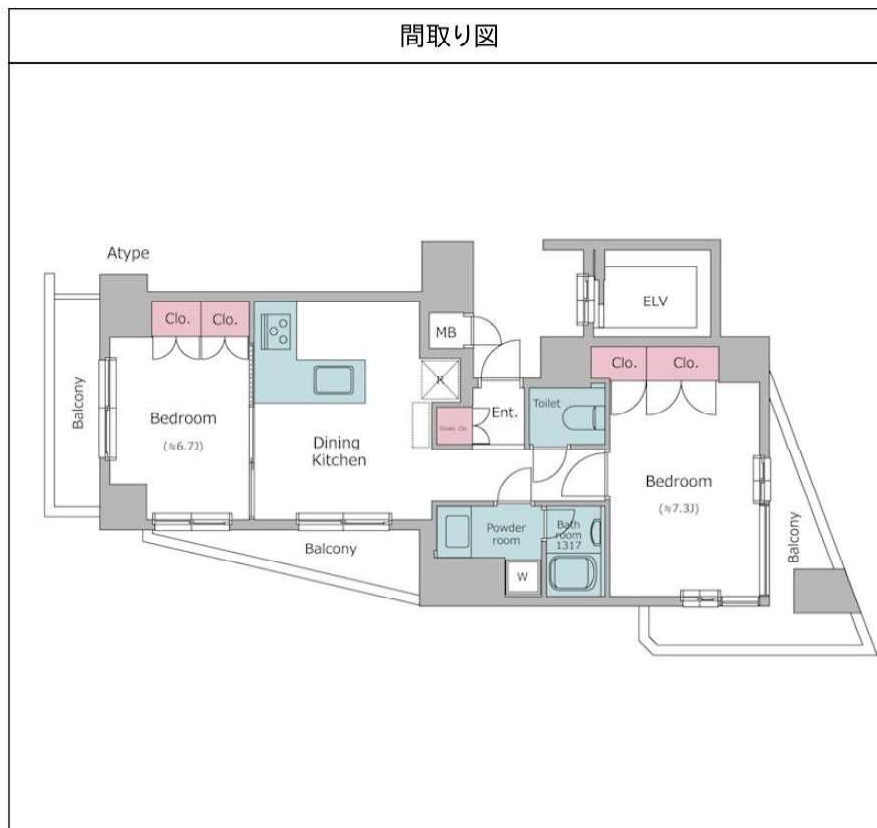 間取り図
Atype
ELV
Clo.
Clo.
MB
Clo.
Clo.
Balcony
Bedroom
(≒6.7J)
R
Ent.
Toilet
Dining
Kitchen
Bedroom
(≒7.3J)
Balcony
Powder
room
Bath
room
1317
Balcony
W